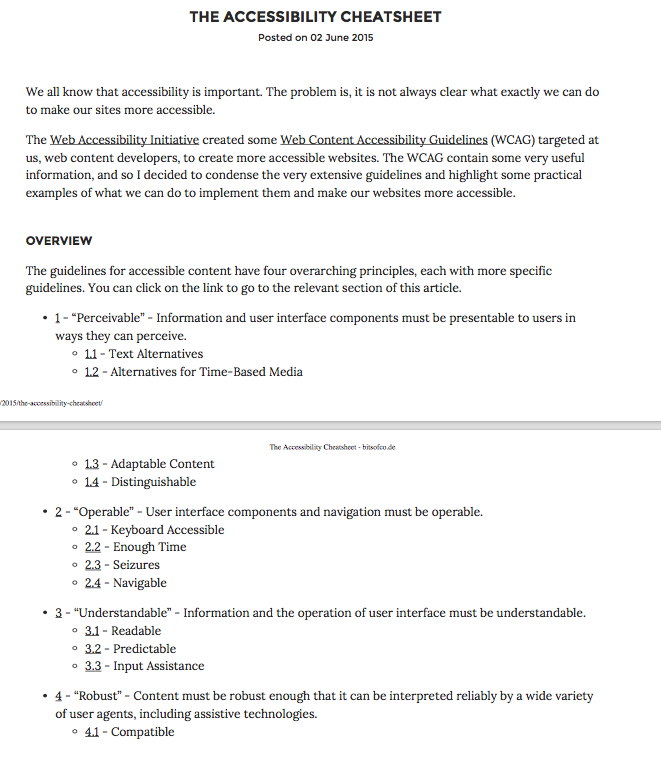 THE ACCESSIBILITY CHEATSHEET
Posted on 02 June 2015
We all know that accessibility is important. The problem is, it is not always clear what exactly we can do
to make our sites more accessible.
The Web Accessibility Initiative created some Web Content Accessibility Guidelines (WCAG) targeted at
us, web content developers, to create more accessible websites. The WCAG contain some very useful
information, and so I decided to condense the very extensive guidelines and highlight some practical
examples of what we can do to implement them and make our websites more accessible.
OVERVIEW
The guidelines for accessible content have four overarching principles, each with more specific
guidelines. You can click on the link to go to the relevant section of this article.
• 1 – “Perceivable” – Information and user interface components must be presentable to users in
ways they can perceive.
◦ 1.1 – Text Alternatives
◦ 1.2 – Alternatives for Time-Based Media
/2015/the-accessibility-cheatsheet/
The Accessibility Cheatsheet - bitsofco.de
◦ 1.3 – Adaptable Content
◦ 1.4 – Distinguishable
• 2 – “Operable” – User interface components and navigation must be operable.
◦ 2.1 – Keyboard Accessible
◦ 2.2 – Enough Time
◦ 2.3 – Seizures
◦ 2.4 – Navigable
• 3 – “Understandable” – Information and the operation of user interface must be understandable.
◦ 3.1 – Readable
◦ 3.2 – Predictable
◦ 3.3 – Input Assistance
• 4 – “Robust” – Content must be robust enough that it can be interpreted reliably by a wide variety
of user agents, including assistive technologies.
◦ 4.1 – Compatible